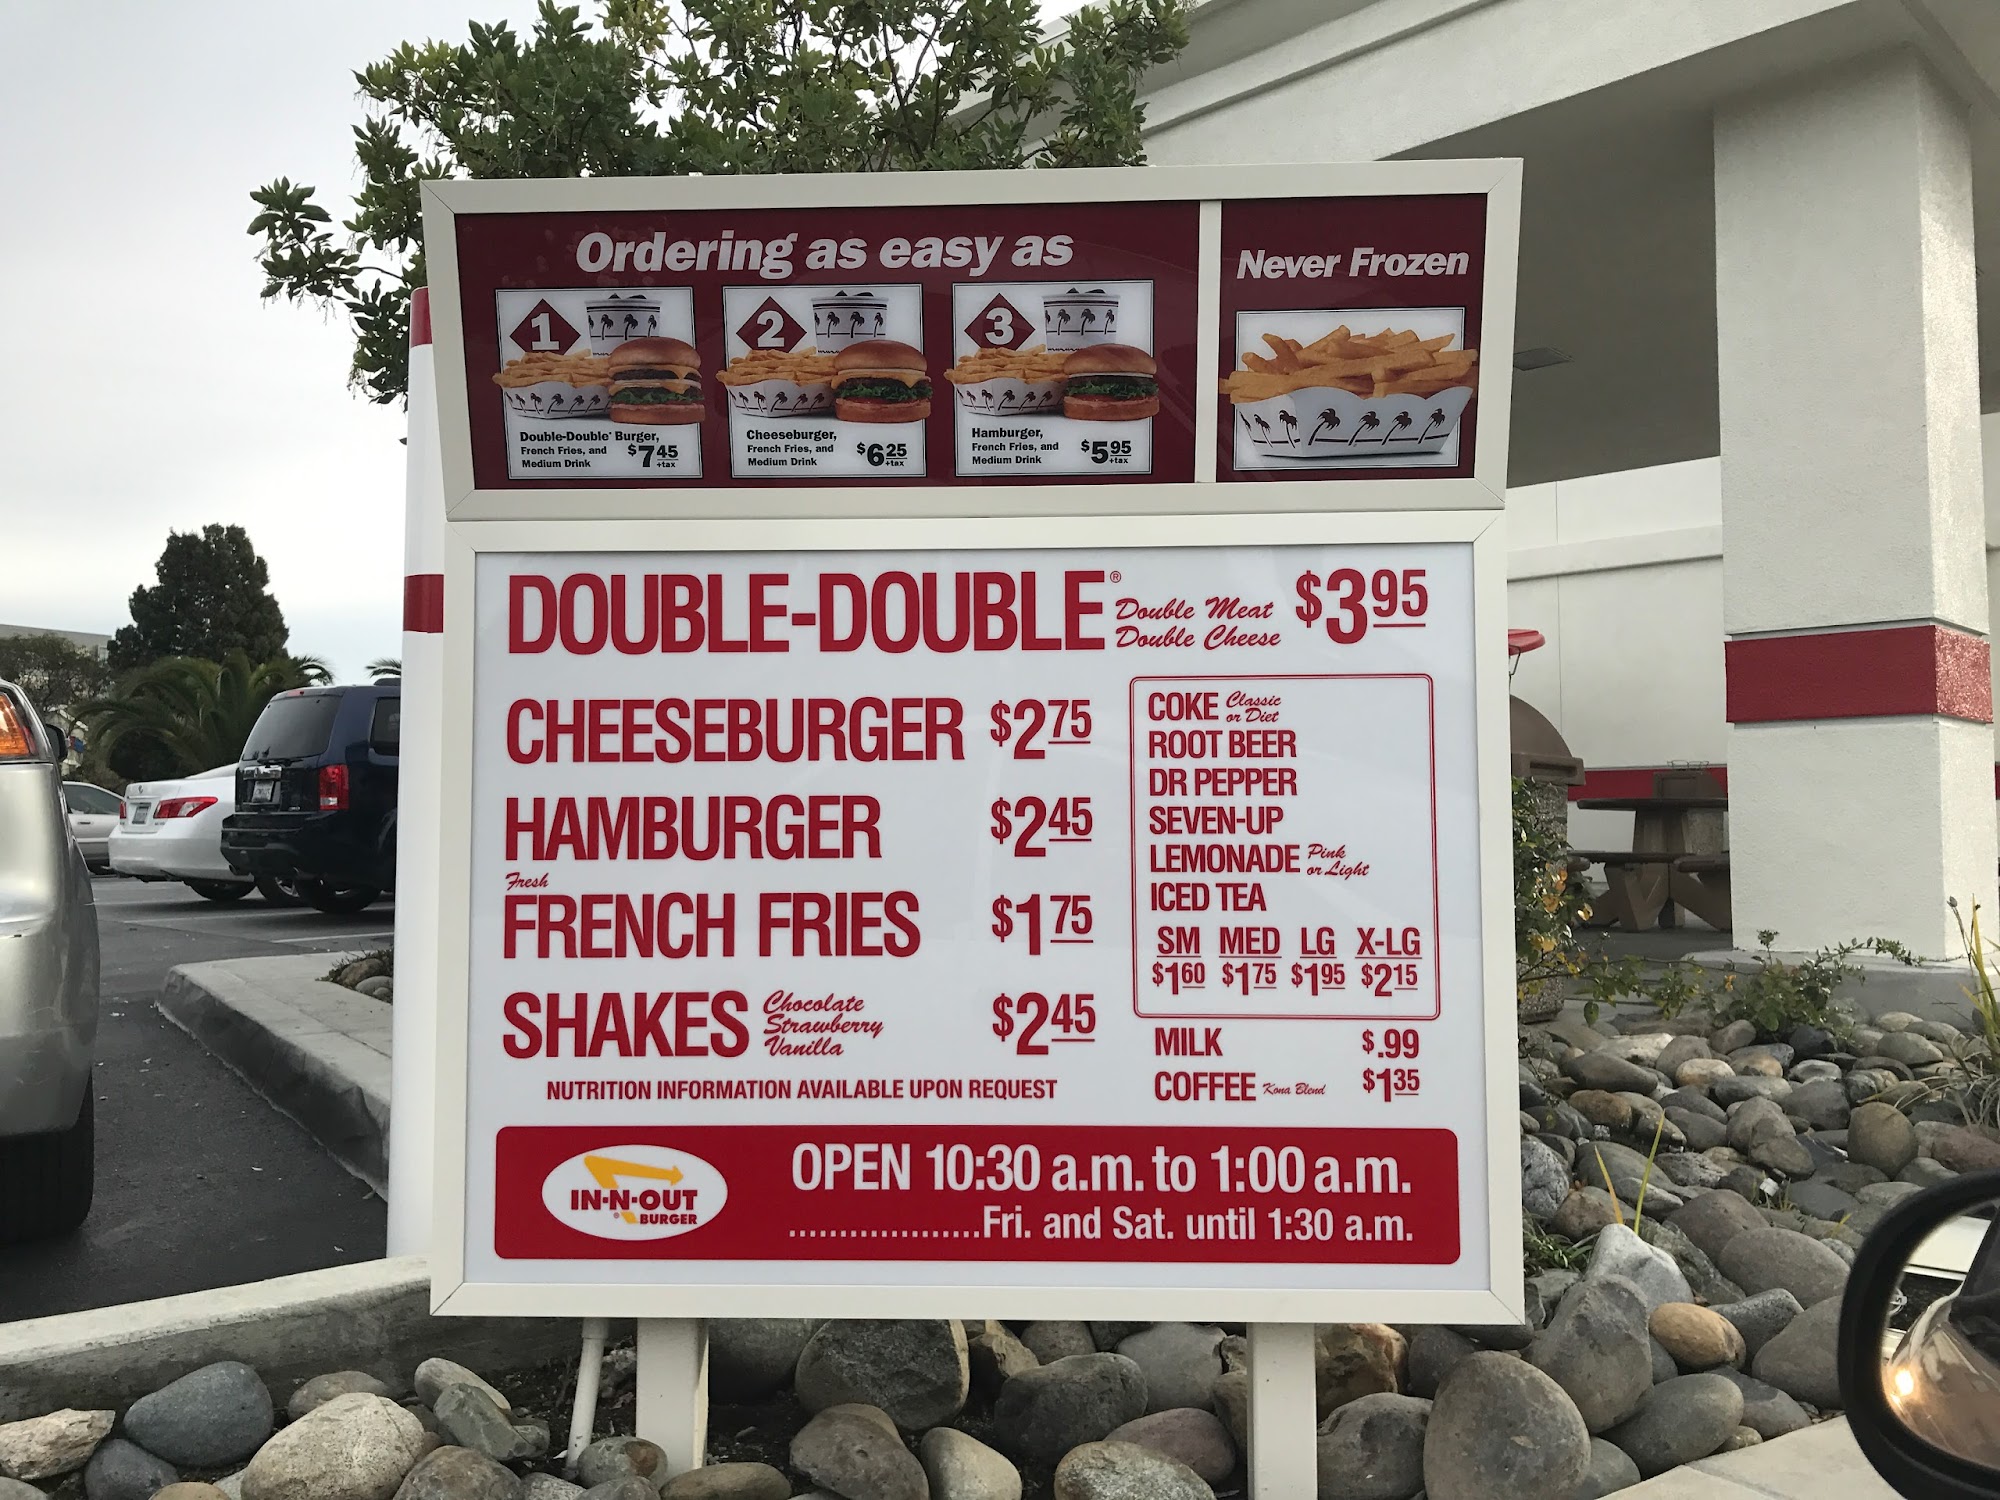 Ordering as easy as
Never Frozen
1
Double-Double® Burger,
French Fries, and
Medium Drink
$7.45
+tax
2
Cheeseburger,
French Fries, and
Medium Drink
$6.25
+tax
3
Hamburger,
French Fries, and
Medium Drink
$5.95
+tax
DOUBLE-DOUBLE® Double Meat Double Cheese $3.95
CHEESEBURGER $2.75
HAMBURGER $2.45
Fresh
FRENCH FRIES $1.75
SHAKES Chocolate Strawberry Vanilla $2.45
NUTRITION INFORMATION AVAILABLE UPON REQUEST
COKE Classic or Diet
ROOT BEER
DR PEPPER
SEVEN-UP
LEMONADE Pink or Light
ICED TEA
SM MED LG X-LG
$1.60 $1.75 $1.95 $2.15
MILK $.99
COFFEE Kona Blend $1.35
IN-N-OUT
BURGER
OPEN 10:30 a.m. to 1:00 a.m.
...................Fri. and Sat. until 1:30 a.m.